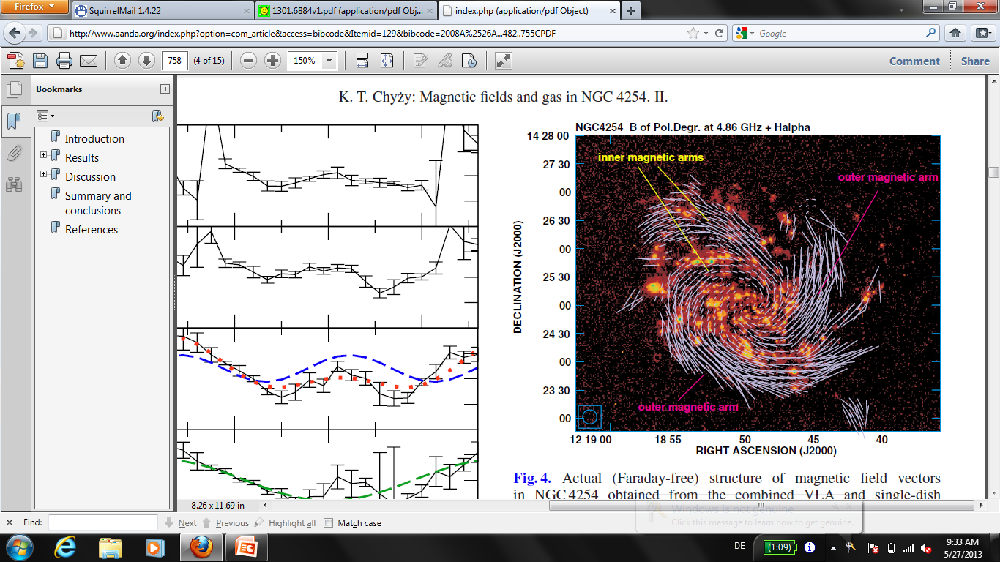 Firefox
SquirrelMail 1.4.22
1301.6884v1.pdf (application/pdf Obj...
index.php (application/pdf Object)
http://www.aanda.org/index.php?option=com_article&access=bibcode&Itemid=129&bibcode=2008A%2526A...482..755CPDF
Google
758 (4 of 15)
150%
Comment
Share
Bookmarks
Introduction
Results
Discussion
Summary and
conclusions
References
K. T. Chyży: Magnetic fields and gas in NGC 4254. II.
NGC4254 B of Pol.Degr. at 4.86 GHz + Halpha
DECLINATION (J2000)
14 28 00
27 30
00
26 30
00
25 30
00
24 30
00
23 30
00
inner magnetic arms
outer magnetic arm
outer magnetic arm
12 19 00
18 55
50
45
40
RIGHT ASCENSION (J2000)
Fig. 4. Actual (Faraday-free) structure of magnetic field vectors
in NGC 4254 obtained from the combined VLA and single-dish
8.26 x 11.69 in
Windows is not genuine
Click this message to learn how to get genuine.
Find:
Next
Previous
Highlight all
Match case
DE
(1:09)
9:33 AM
5/27/2013